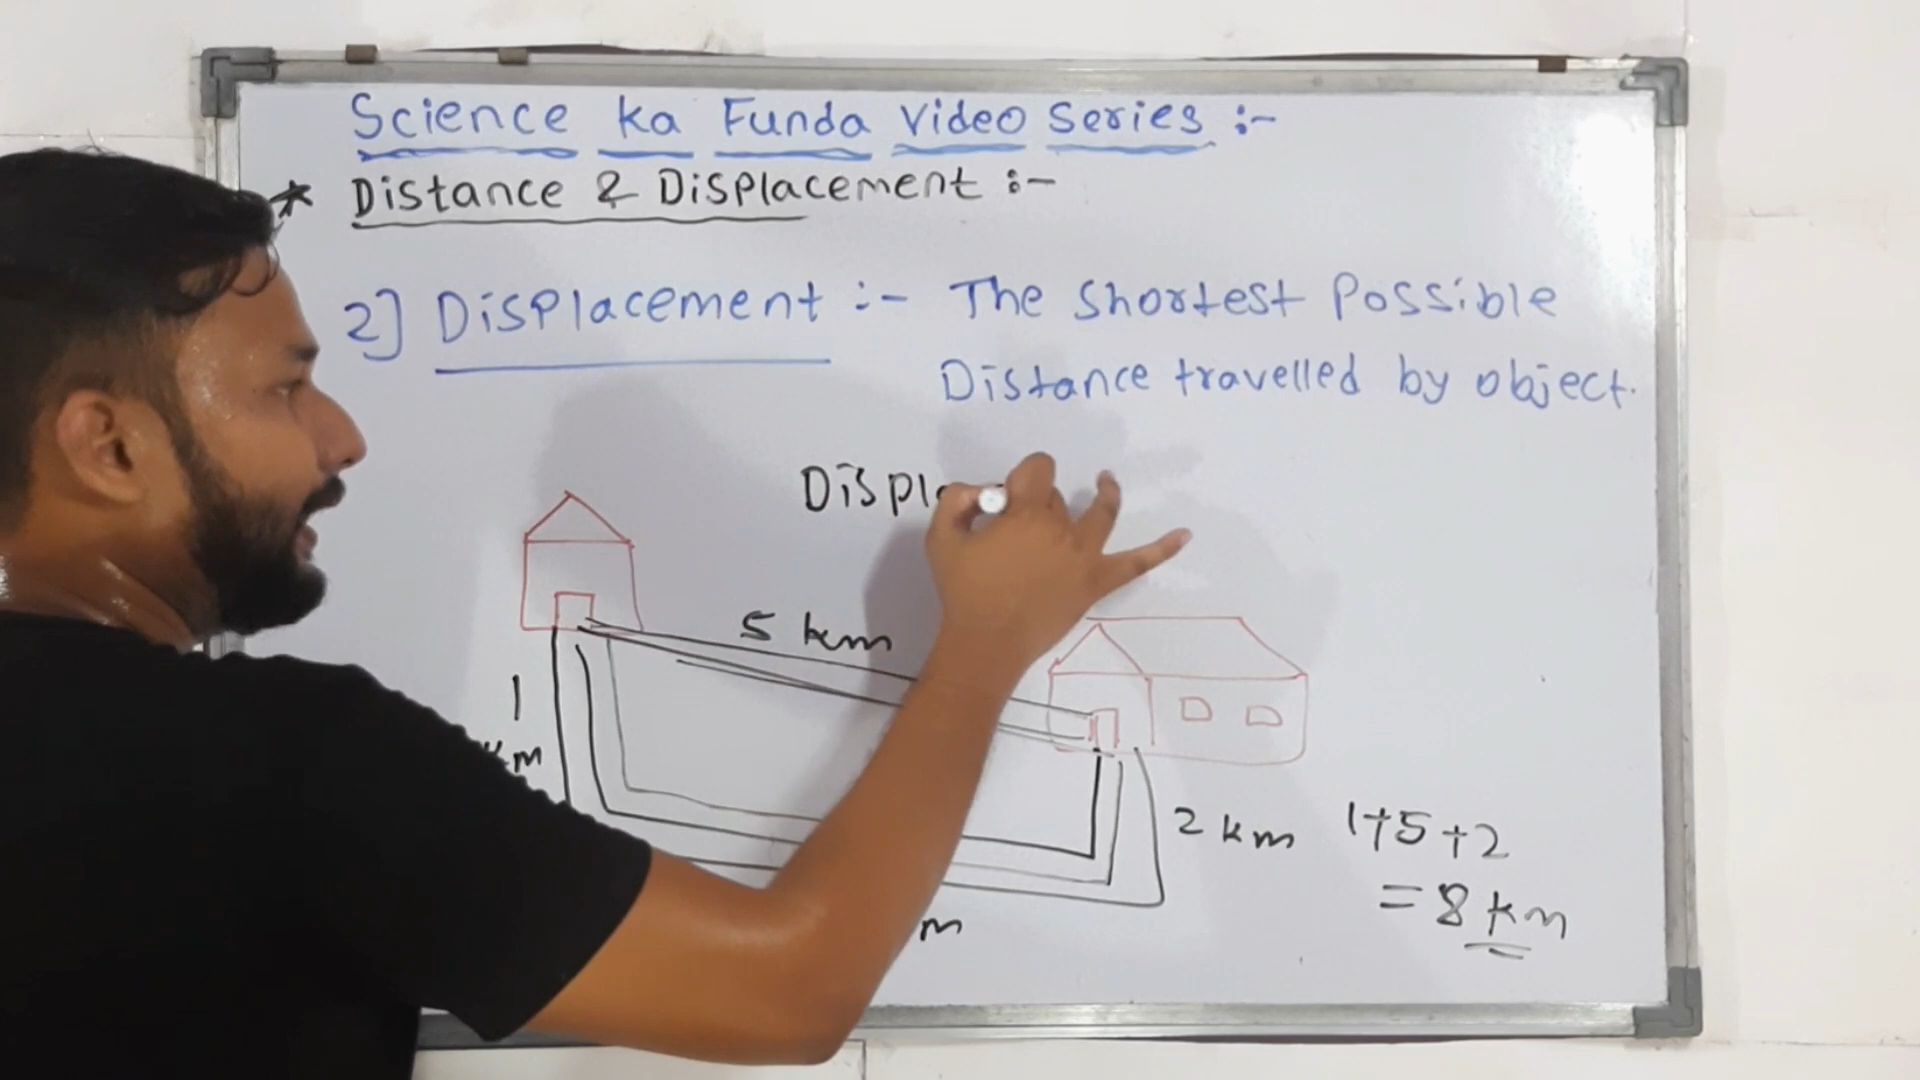 Science ka Funda Video Series :-
* Distance & Displacement :-
2] Displacement :- The Shortest Possible
Distance travelled by object.
Displ
5 km
1
km
2 km
1+5+2
= 8 km
m